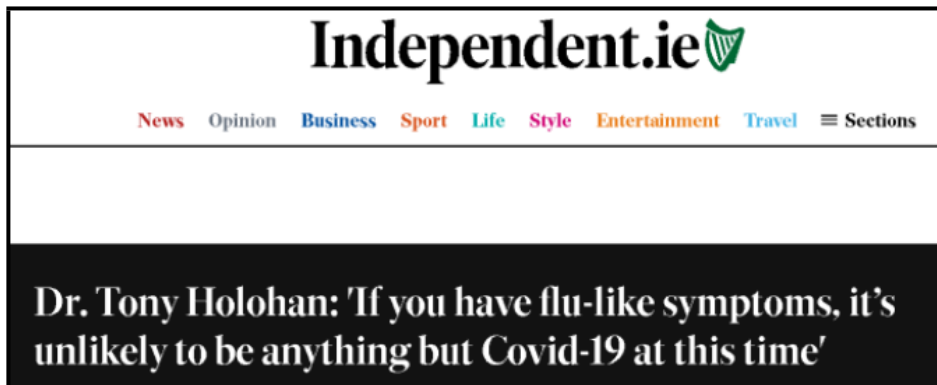 Independent.ie
News Opinion Business Sport Life Style Entertainment Travel Sections
Dr. Tony Holohan: 'If you have flu-like symptoms, it’s
unlikely to be anything but Covid-19 at this time'